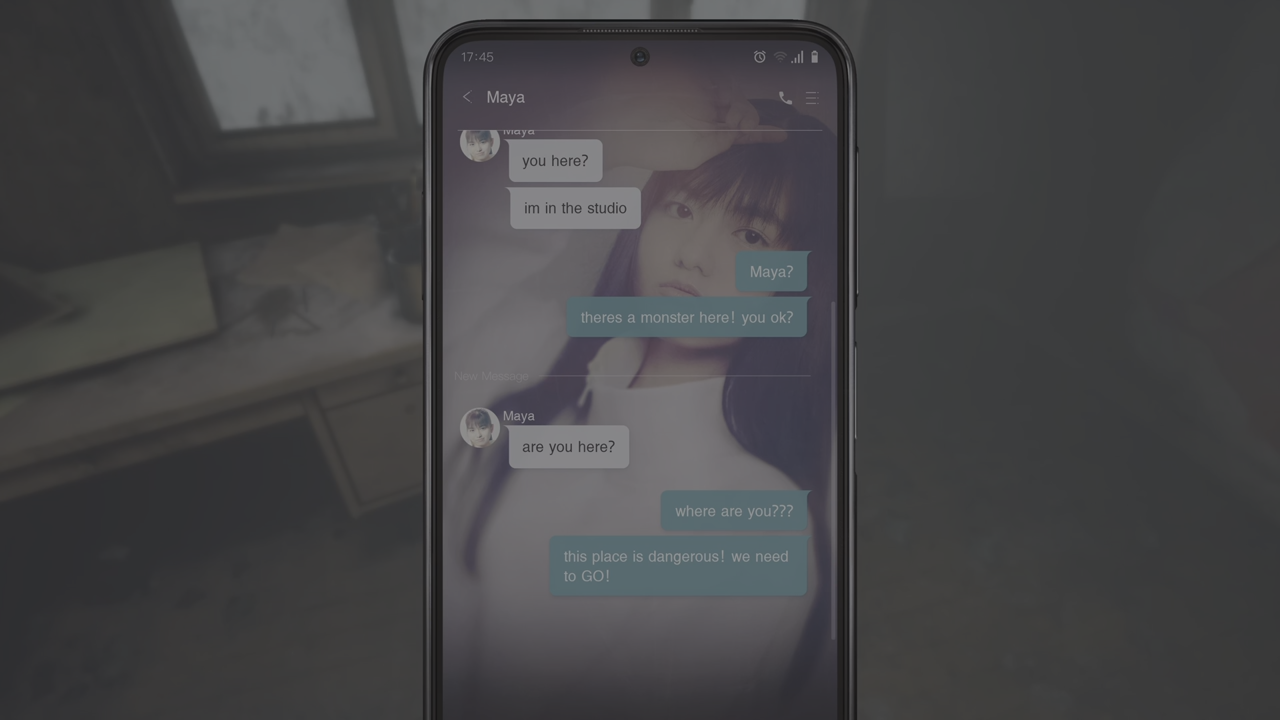 17:45
Maya
Maya
you here?
im in the studio
Maya?
theres a monster here! you ok?
New Message
Maya
are you here?
where are you???
this place is dangerous! we need
to GO!